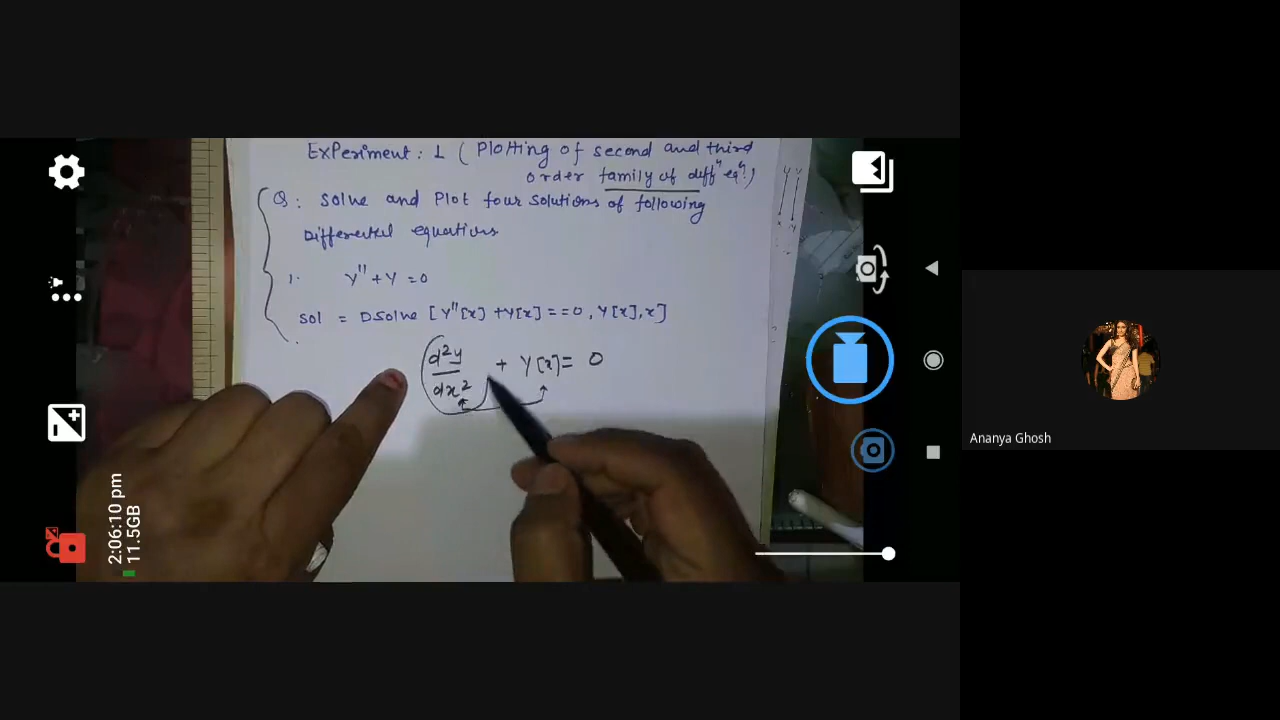 Experiment: 1 ( Plotting of second and third
order family of diffⁿ eqⁿ.)
Q: Solve and Plot four solutions of following
Differential equations
1. y'' + y = 0
Sol = DSolve [y''[x] + y[x] == 0, y[x], x]
d²y/dx² + y[x] = 0
2:06:10 pm
11.5GB
Ananya Ghosh